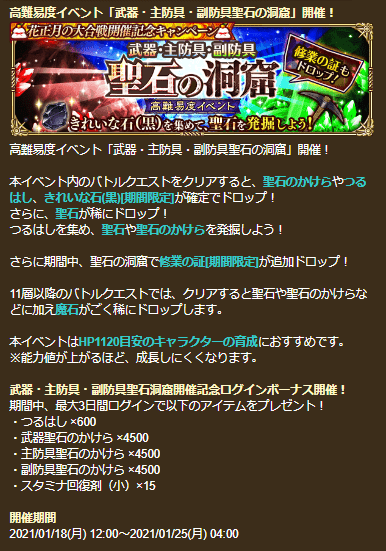 高難易度イベント「武器・主防具・副防具聖石の洞窟」開催！
花正月の大合戦開催記念キャンペーン
武器・主防具・副防具
聖石の洞窟
高難易度イベント
修業の証も
ドロップ！
きれいな石(黒)を集めて、聖石を発掘しよう！
高難易度イベント「武器・主防具・副防具聖石の洞窟」開催！
本イベント内のバトルクエストをクリアすると、聖石のかけらやつる
はし、きれいな石(黒)[期間限定]が確定でドロップ！
さらに、聖石が稀にドロップ！
つるはしを集め、聖石や聖石のかけらを発掘しよう！
さらに期間中、聖石の洞窟で修業の証[期間限定]が追加ドロップ！
11層以降のバトルクエストでは、クリアすると聖石や聖石のかけらな
どに加え魔石がごく稀にドロップします。
本イベントはHP1120目安のキャラクターの育成におすすめです。
※能力値が上がるほど、成長しにくくなります。
武器・主防具・副防具聖石洞窟開催記念ログインボーナス開催！
期間中、最大3日間ログインで以下のアイテムをプレゼント！
・つるはし ×600
・武器聖石のかけら ×4500
・主防具聖石のかけら ×4500
・副防具聖石のかけら ×4500
・スタミナ回復剤（小）×15
開催期間
2021/01/18(月) 12:00～2021/01/25(月) 04:00